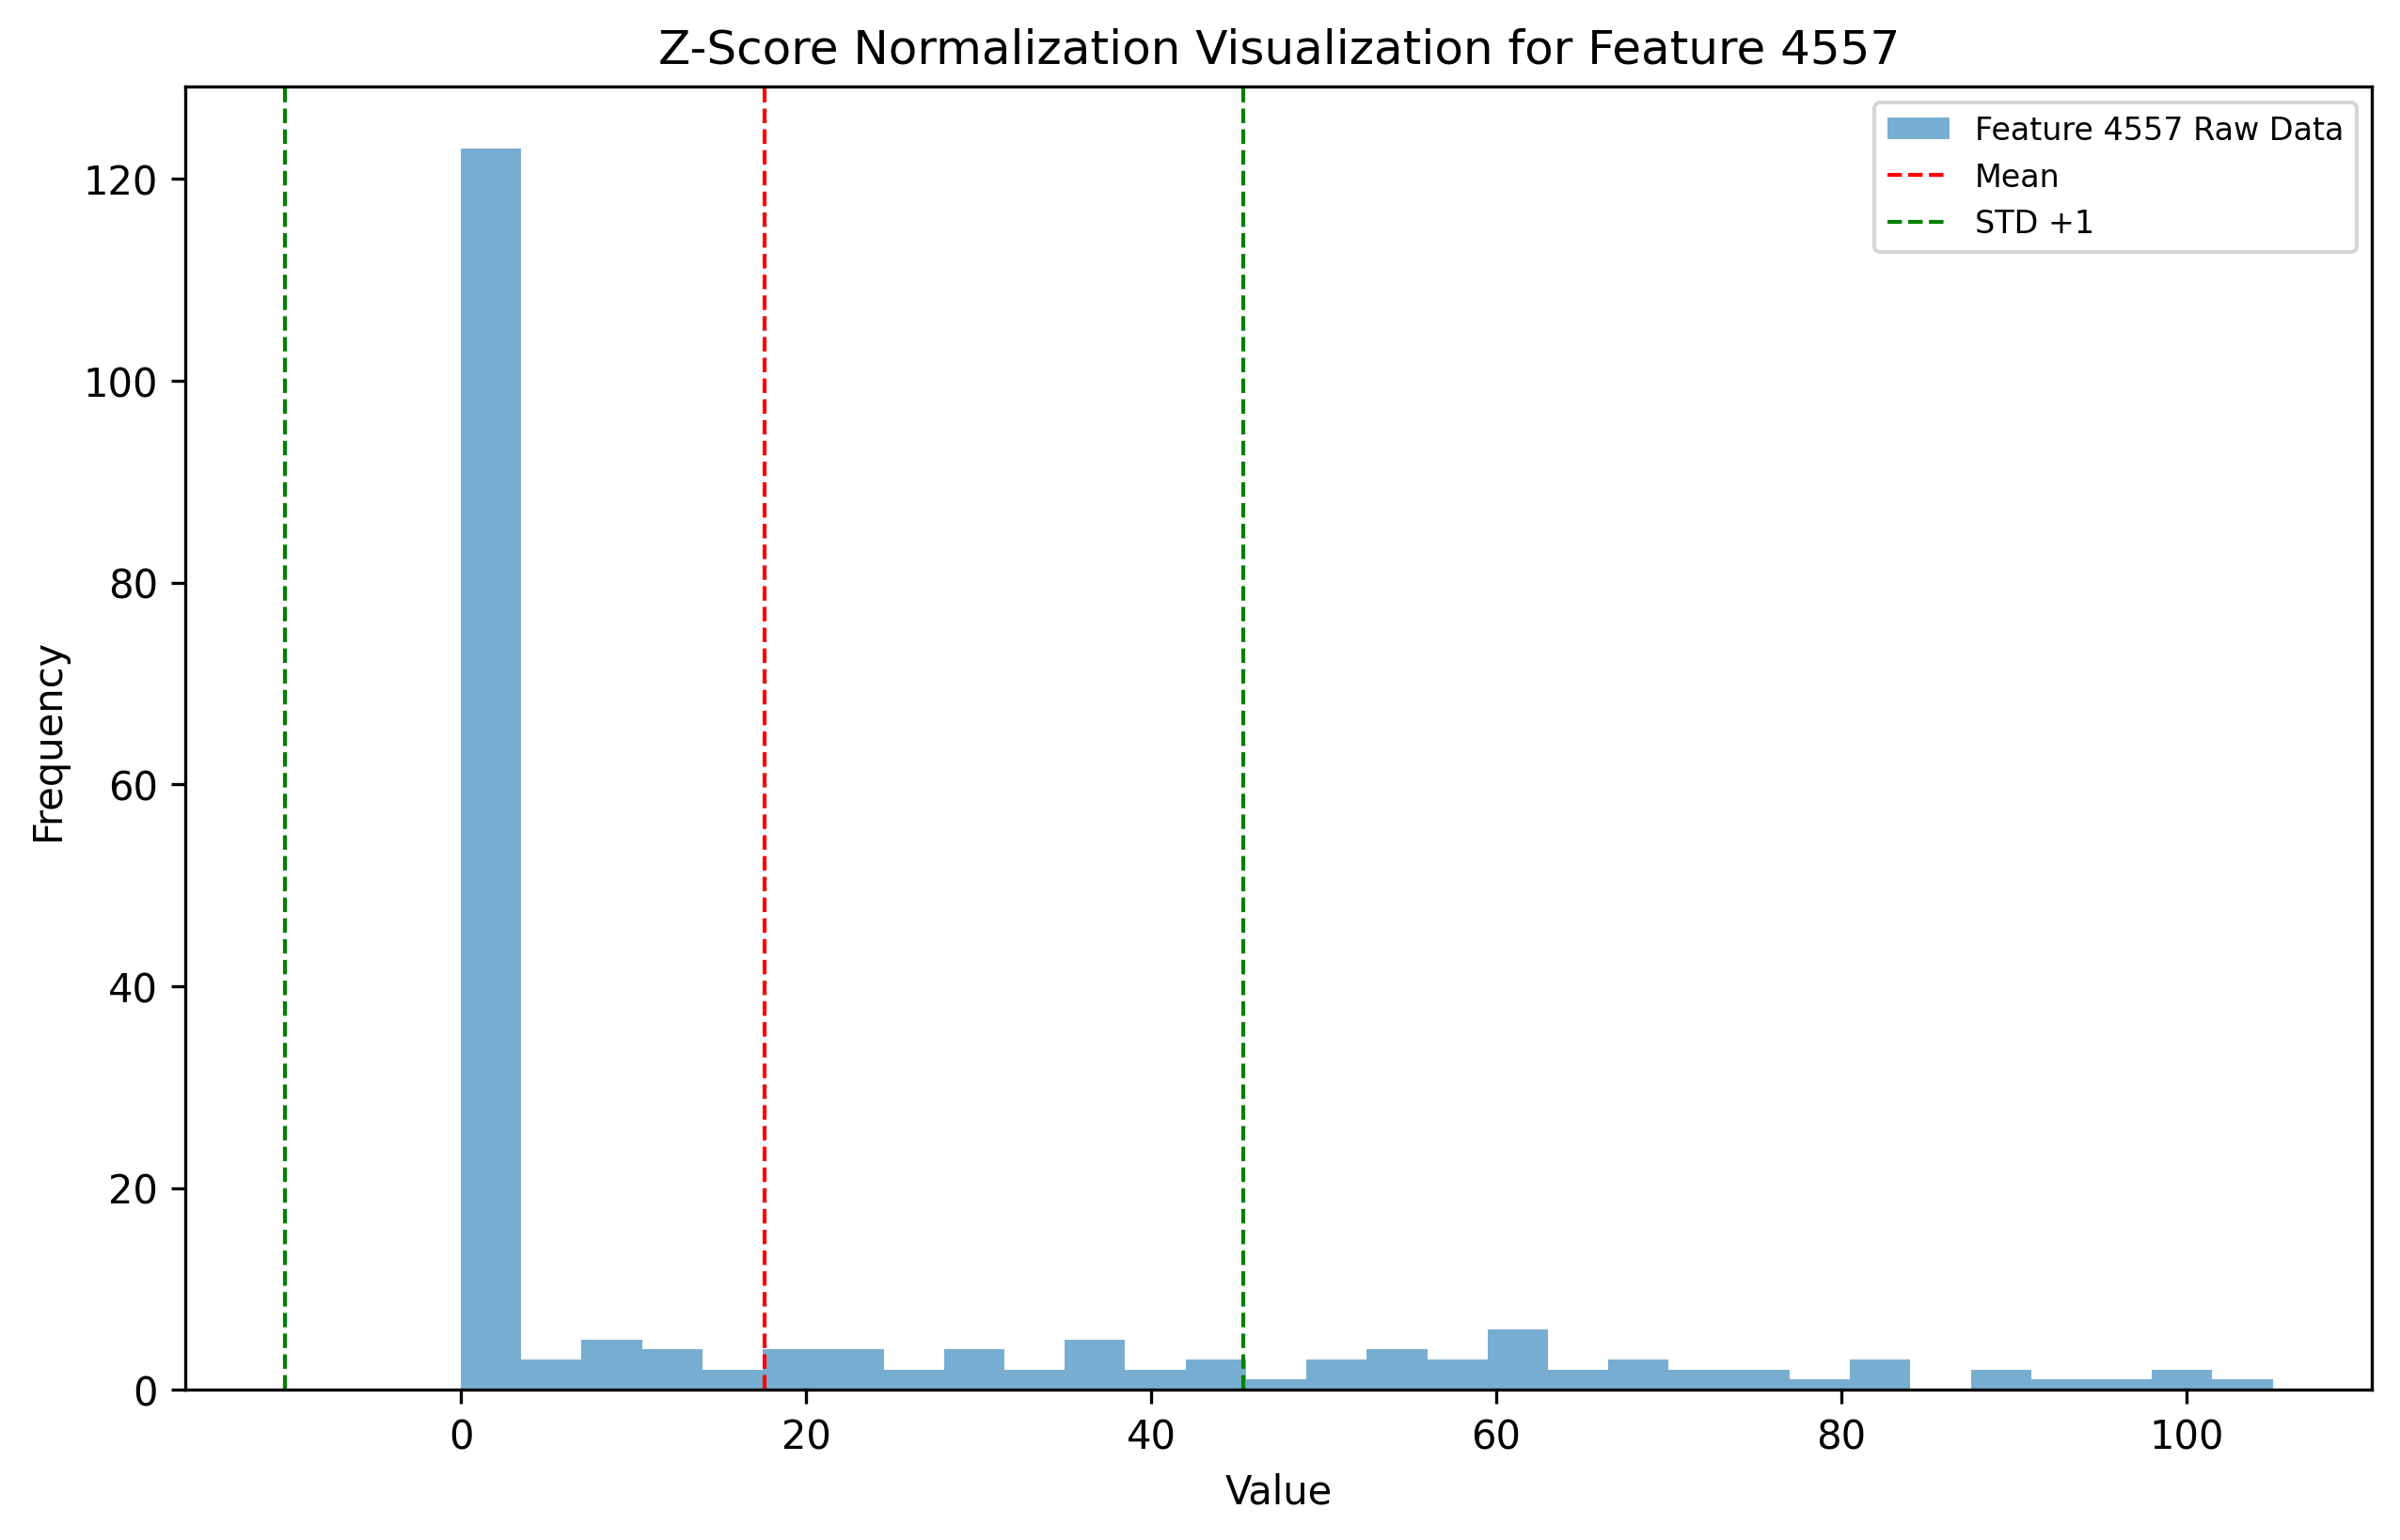 Z-Score Normalization Visualization for Feature 4557
Feature 4557 Raw Data
Mean
STD +1
Frequency
120
100
80
60
40
20
0
0 20 40 60 80 100
Value